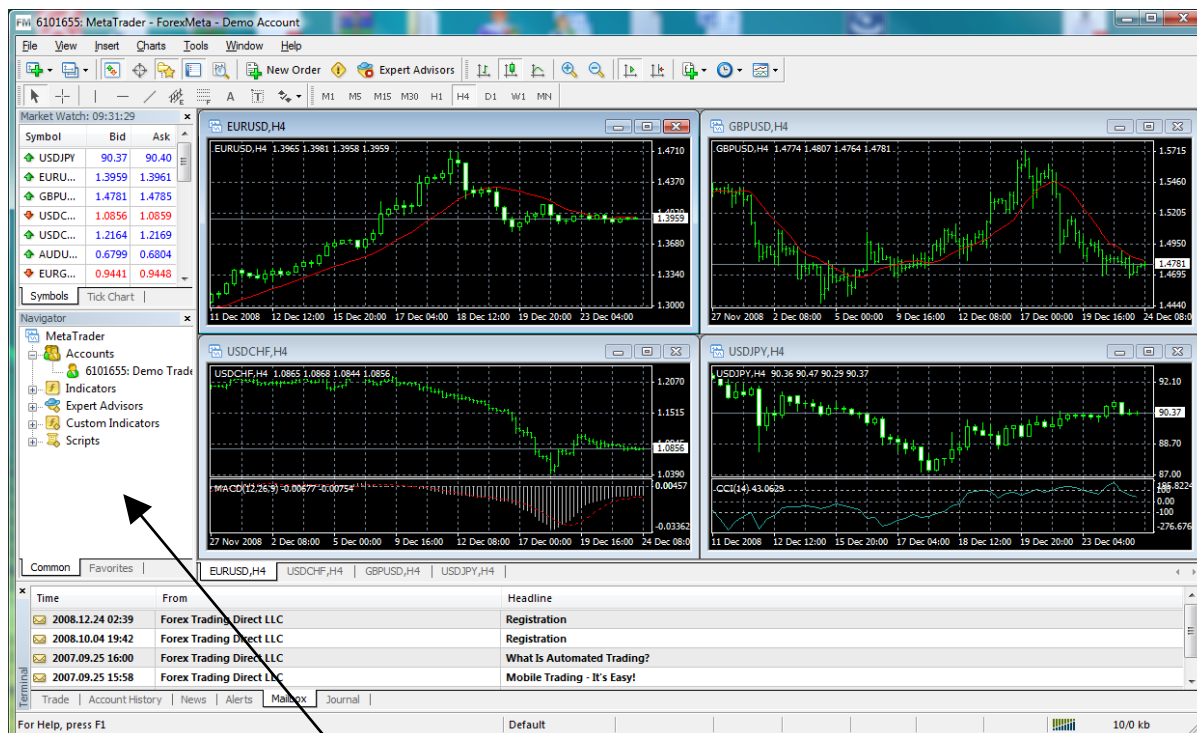 6101655: MetaTrader - ForexMeta - Demo Account
File View Insert Charts Tools Window Help
New Order Expert Advisors
A T M1 M5 M15 M30 H1 H4 D1 W1 MN
Market Watch: 09:31:29
Symbol Bid Ask
USDJPY 90.37 90.40
EURU... 1.3959 1.3961
GBPU... 1.4781 1.4785
USDC... 1.0856 1.0859
USDC... 1.2164 1.2169
AUDU... 0.6799 0.6804
EURG... 0.9441 0.9448
Symbols Tick Chart
Navigator
MetaTrader
Accounts
6101655: Demo Trade
Indicators
Expert Advisors
Custom Indicators
Scripts
Common Favorites
EURUSD,H4
EURUSD,H4 1.3965 1.3981 1.3958 1.3959
1.4710
1.4370
1.3959
1.3680
1.3340
1.3000
11 Dec 2008 12 Dec 12:00 15 Dec 20:00 17 Dec 04:00 18 Dec 12:00 19 Dec 20:00 23 Dec 04:00
GBPUSD,H4
GBPUSD,H4 1.4774 1.4807 1.4764 1.4781
1.5715
1.5460
1.5205
1.4950
1.4781
1.4695
1.4440
27 Nov 2008 2 Dec 08:00 5 Dec 00:00 9 Dec 16:00 12 Dec 08:00 17 Dec 00:00 19 Dec 16:00 24 Dec 08:0
USDCHF,H4
USDCHF,H4 1.0865 1.0868 1.0844 1.0856
1.2070
1.1515
1.0856
1.0390
MACD(12,26,9) -0.00677 -0.00754
0.00457
-0.03362
27 Nov 2008 2 Dec 08:00 5 Dec 00:00 9 Dec 16:00 12 Dec 08:00 17 Dec 00:00 19 Dec 16:00 24 Dec 08:0
USDJPY,H4
USDJPY,H4 90.36 90.47 90.29 90.37
92.10
90.37
88.70
87.00
CCI(14) 43.0629
100
0.00
-100
-276.676
11 Dec 2008 12 Dec 12:00 15 Dec 20:00 17 Dec 04:00 18 Dec 12:00 19 Dec 20:00 23 Dec 04:00
EURUSD,H4 USDCHF,H4 GBPUSD,H4 USDJPY,H4
Time From Headline
2008.12.24 02:39 Forex Trading Direct LLC Registration
2008.10.04 19:42 Forex Trading Direct LLC Registration
2007.09.25 16:00 Forex Trading Direct LLC What Is Automated Trading?
2007.09.25 15:58 Forex Trading Direct LLC Mobile Trading - It's Easy!
Terminal
Trade Account History News Alerts Mailbox Journal
For Help, press F1 Default 10/0 kb